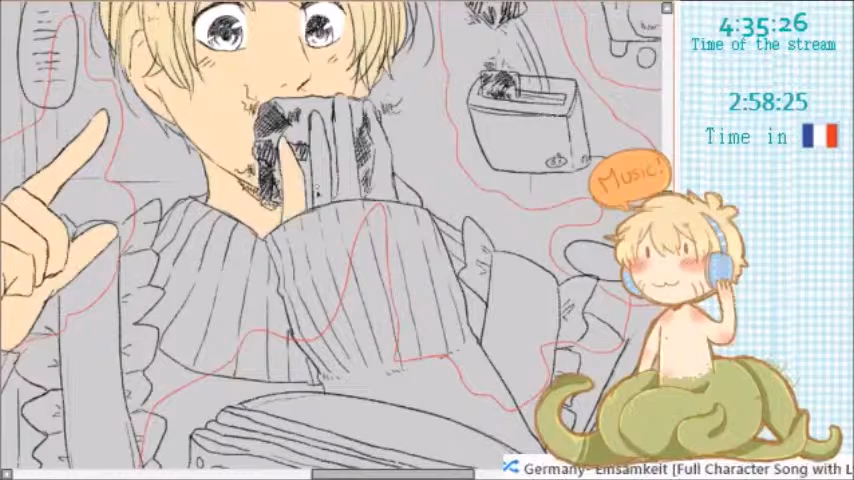 4:35:26
Time of the stream
2:58:25
Time in
Music!
Germany- Einsamkeit [Full Character Song with L